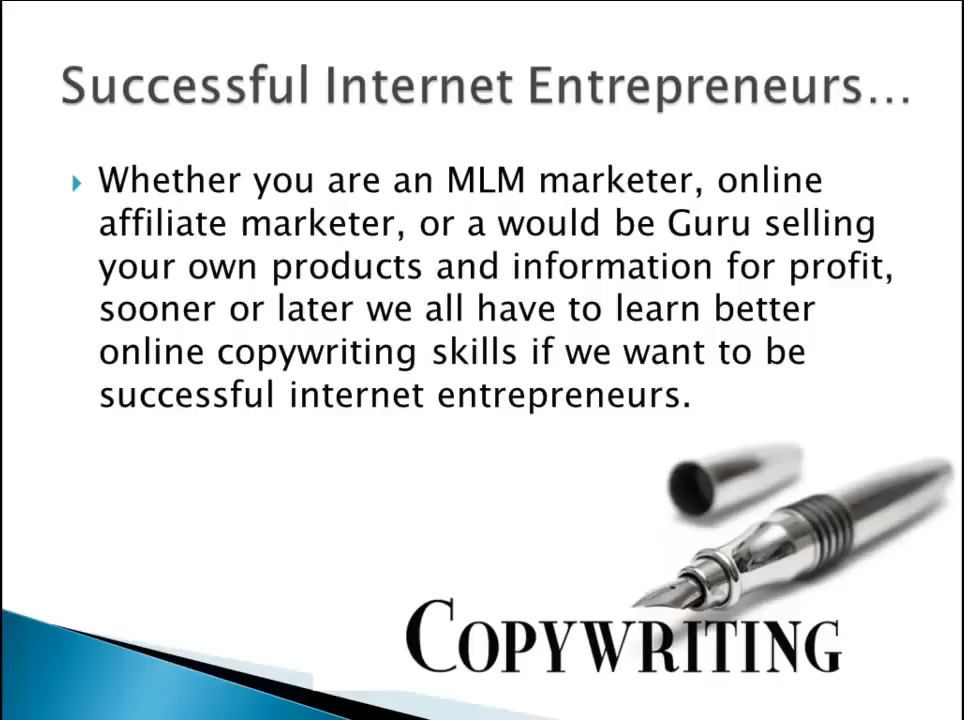 Successful Internet Entrepreneurs…
Whether you are an MLM marketer, online
affiliate marketer, or a would be Guru selling
your own products and information for profit,
sooner or later we all have to learn better
online copywriting skills if we want to be
successful internet entrepreneurs.
COPYWRITING